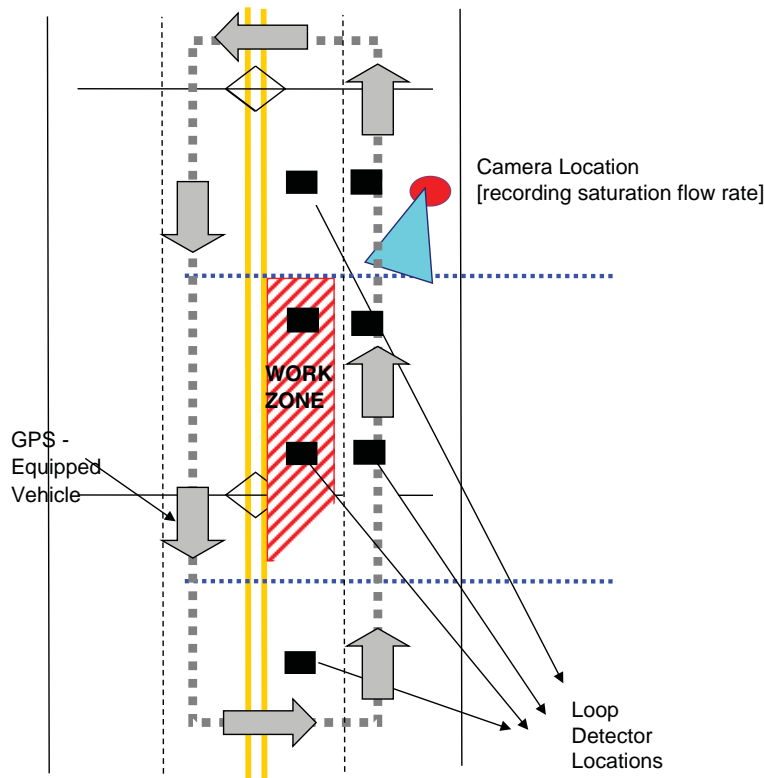 Camera Location
[recording saturation flow rate]
WORK
ZONE
GPS -
Equipped
Vehicle
Loop
Detector
Locations